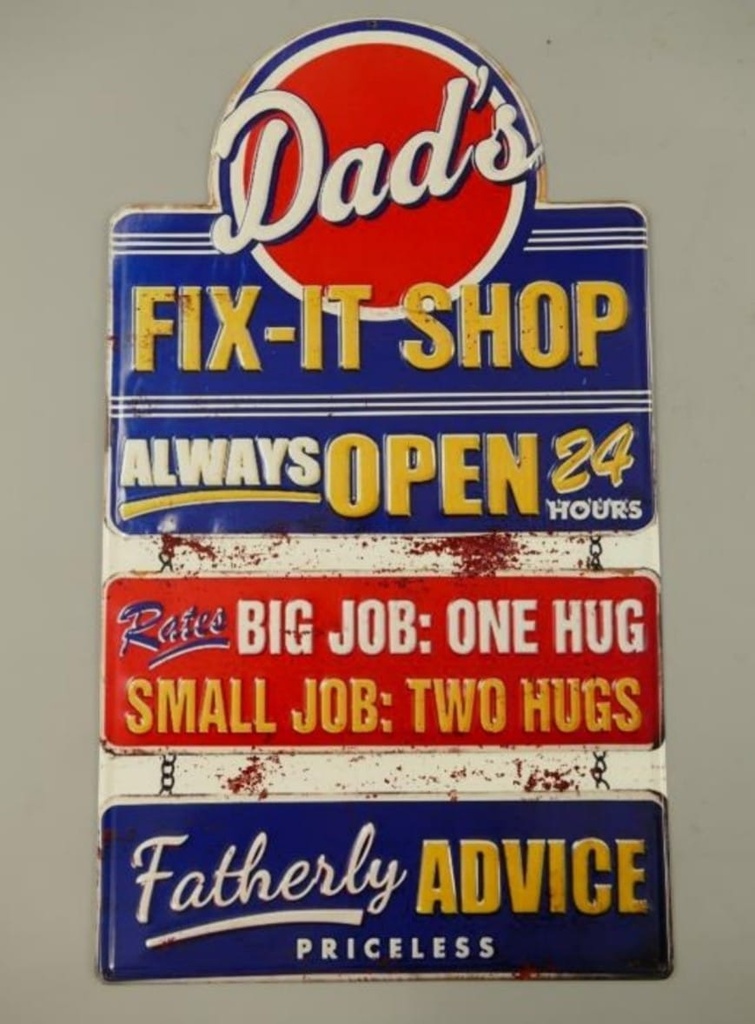 Dad's
FIX-IT SHOP
ALWAYS OPEN 24 HOURS
Rates BIG JOB: ONE HUG
SMALL JOB: TWO HUGS
Fatherly ADVICE
PRICELESS